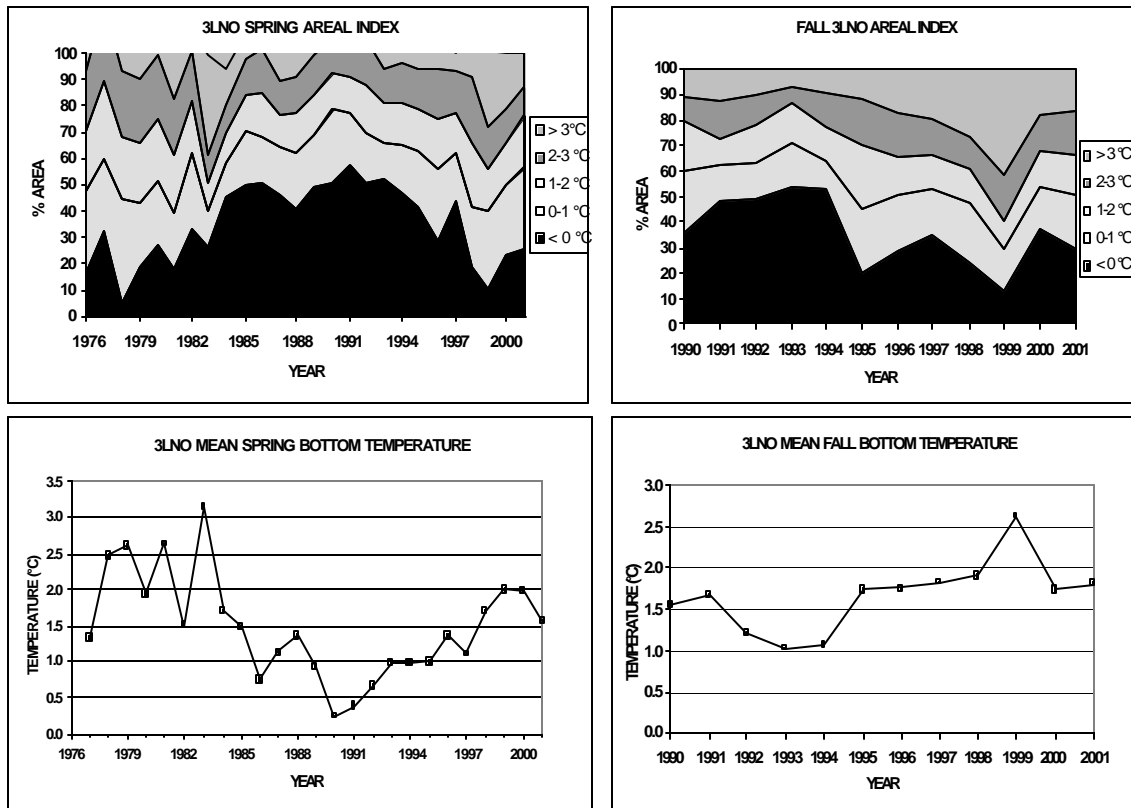 3LNO SPRING AREAL INDEX
100
90
80
70
60
50
40
30
20
10
0
% AREA
1976 1979 1982 1985 1988 1991 1994 1997 2000
YEAR
> 3°C
2-3 °C
1-2 °C
0-1 °C
< 0 °C
FALL 3LNO AREAL INDEX
100
90
80
70
60
50
40
30
20
10
0
% AREA
1990 1991 1992 1993 1994 1995 1996 1997 1998 1999 2000 2001
YEAR
> 3 °C
2-3 °C
1-2 °C
0-1 °C
< 0 °C
3LNO MEAN SPRING BOTTOM TEMPERATURE
3.5
3.0
2.5
2.0
1.5
1.0
0.5
0.0
TEMPERATURE (°C)
1976 1979 1982 1985 1988 1991 1994 1997 2000
YEAR
3LNO MEAN FALL BOTTOM TEMPERATURE
3.0
2.5
2.0
1.5
1.0
0.5
0.0
TEMPERATURE (°C)
1990 1991 1992 1993 1994 1995 1996 1997 1998 1999 2000 2001
YEAR